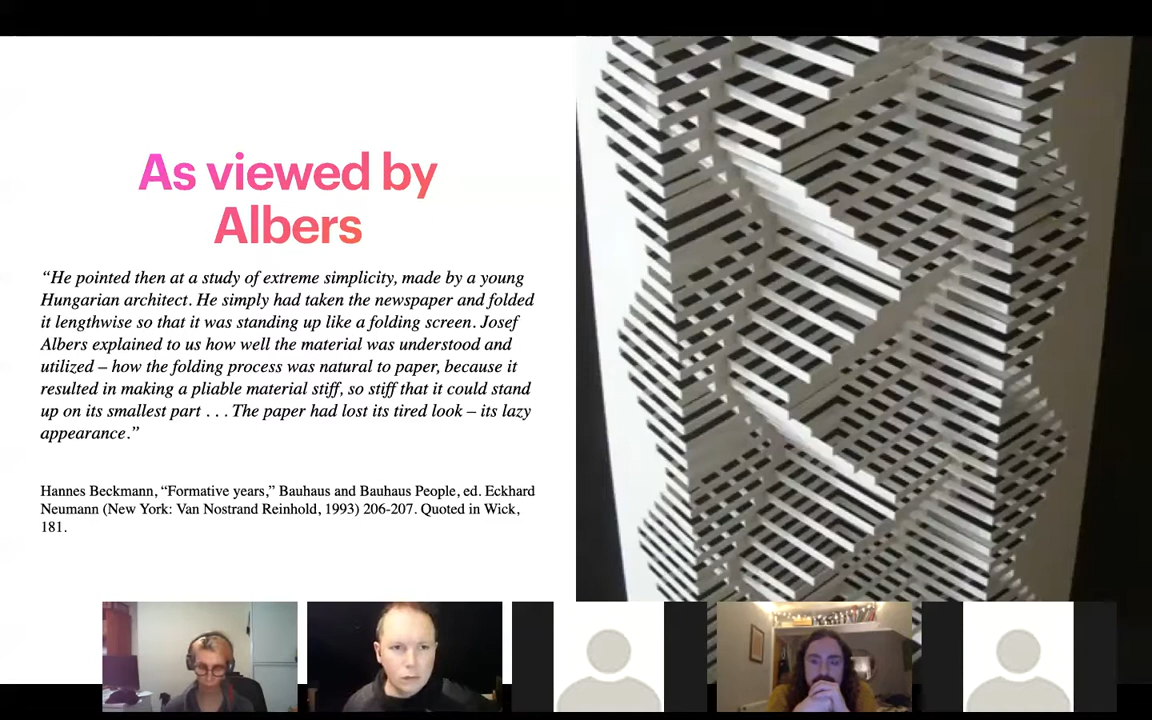 As viewed by
Albers
“He pointed then at a study of extreme simplicity, made by a young
Hungarian architect. He simply had taken the newspaper and folded
it lengthwise so that it was standing up like a folding screen. Josef
Albers explained to us how well the material was understood and
utilized – how the folding process was natural to paper, because it
resulted in making a pliable material stiff, so stiff that it could stand
up on its smallest part . . . The paper had lost its tired look – its lazy
appearance.”
Hannes Beckmann, “Formative years,” Bauhaus and Bauhaus People, ed. Eckhard
Neumann (New York: Van Nostrand Reinhold, 1993) 206-207. Quoted in Wick,
181.